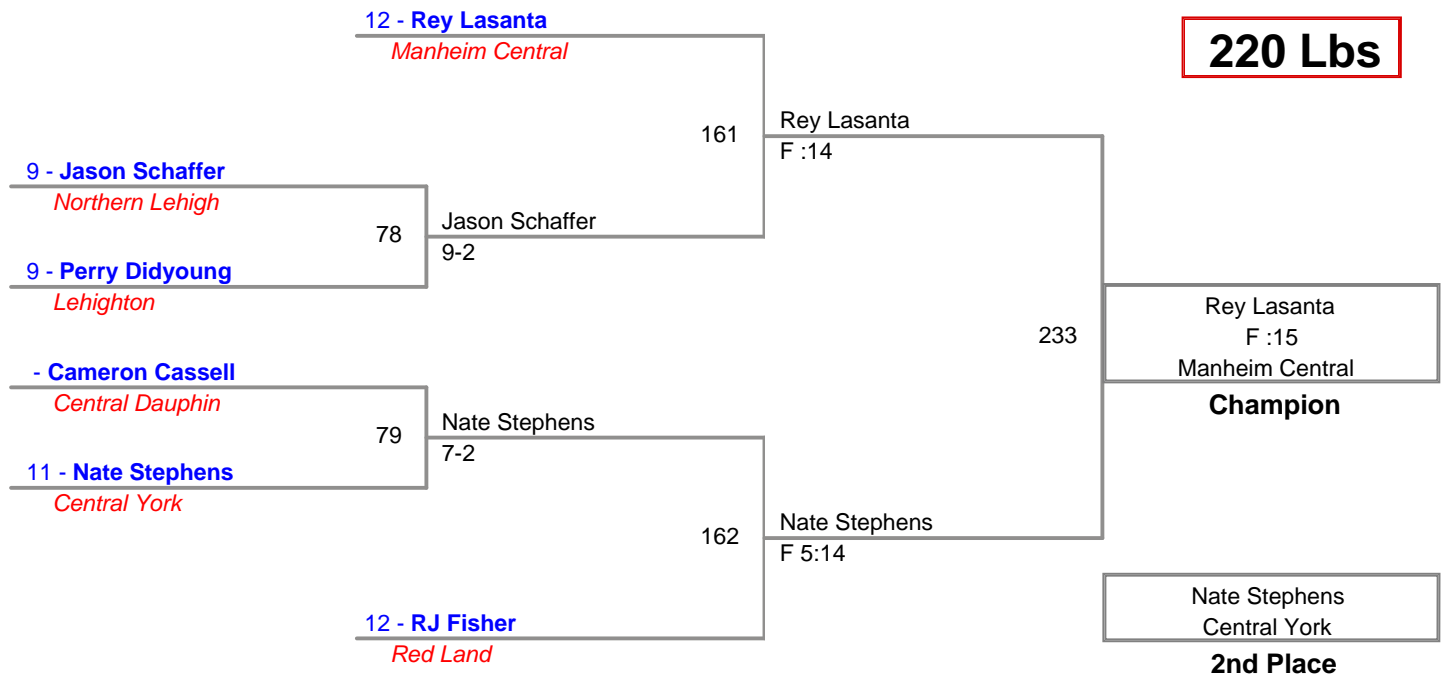 12 - Rey Lasanta
Manheim Central
220 Lbs
161
Rey Lasanta
F :14
9 - Jason Schaffer
Northern Lehigh
78
Jason Schaffer
9-2
9 - Perry Didyoung
Lehighton
233
Rey Lasanta
F :15
Manheim Central
Champion
- Cameron Cassell
Central Dauphin
79
Nate Stephens
7-2
11 - Nate Stephens
Central York
162
Nate Stephens
F 5:14
12 - RJ Fisher
Red Land
Nate Stephens
Central York
2nd Place